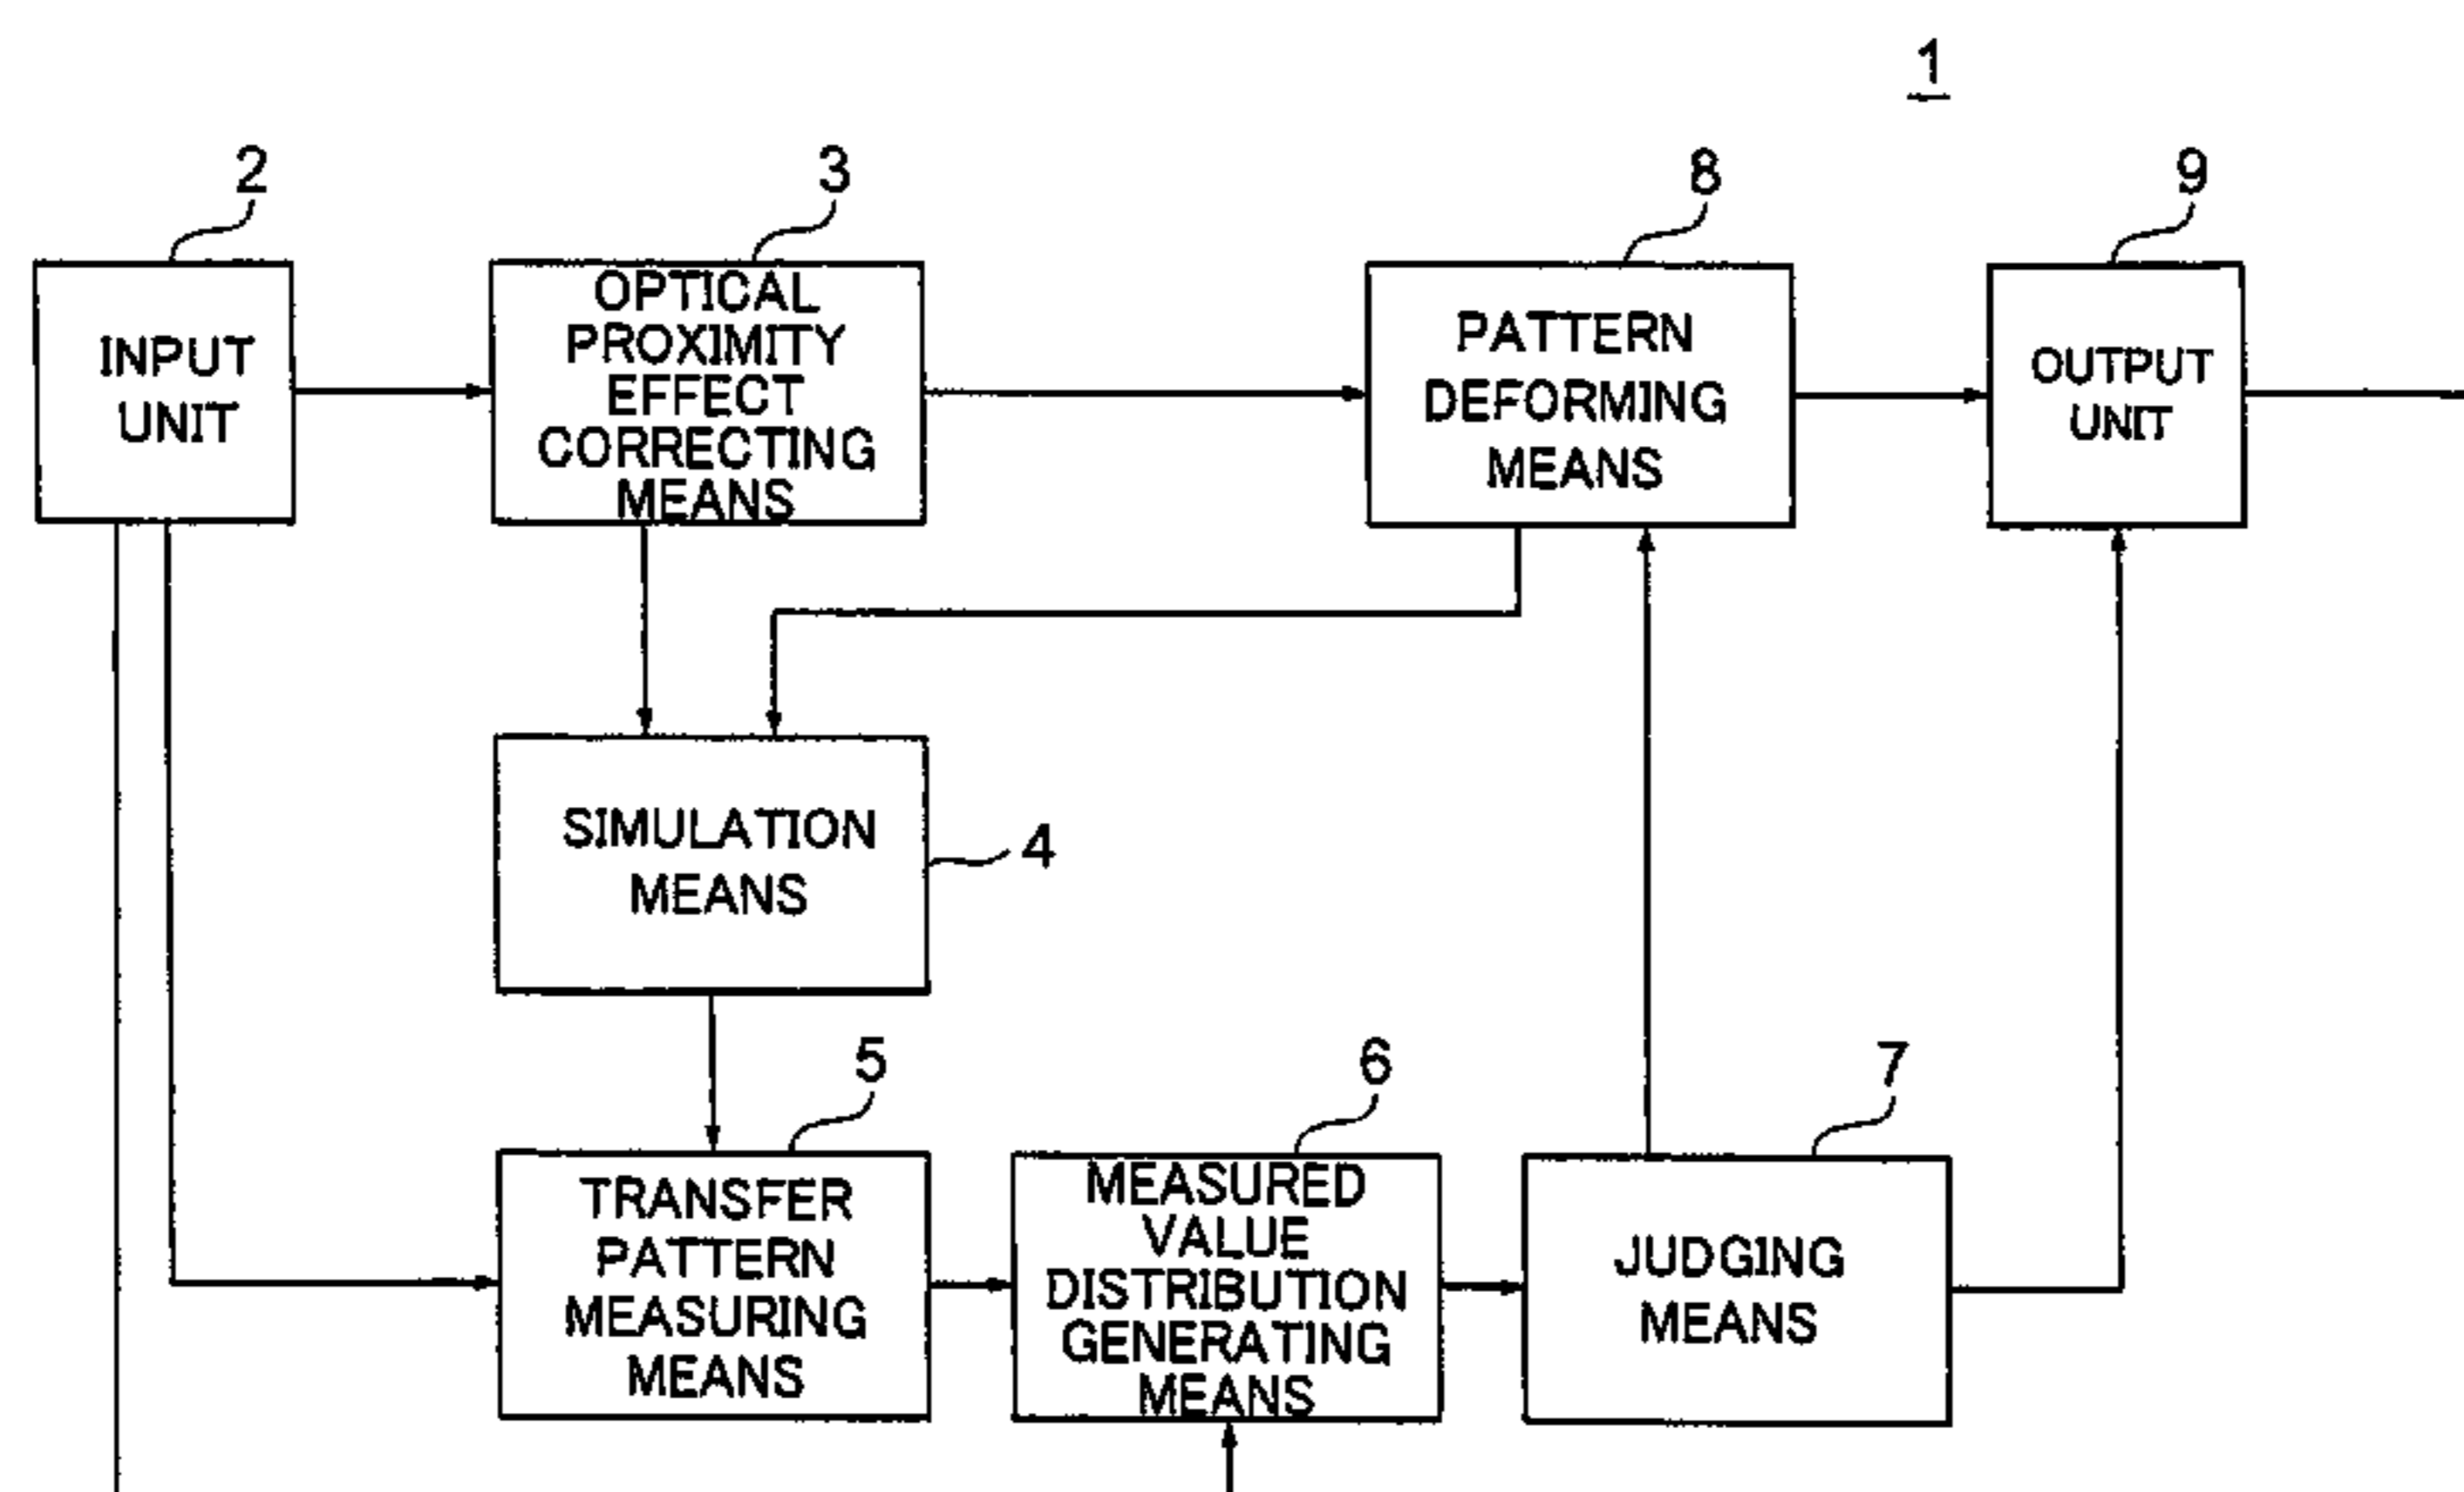 1
2
3
8
9
INPUT
UNIT
OPTICAL
PROXIMITY
EFFECT
CORRECTING
MEANS
PATTERN
DEFORMING
MEANS
OUTPUT
UNIT
SIMULATION
MEANS
4
5
6
7
TRANSFER
PATTERN
MEASURING
MEANS
MEASURED
VALUE
DISTRIBUTION
GENERATING
MEANS
JUDGING
MEANS